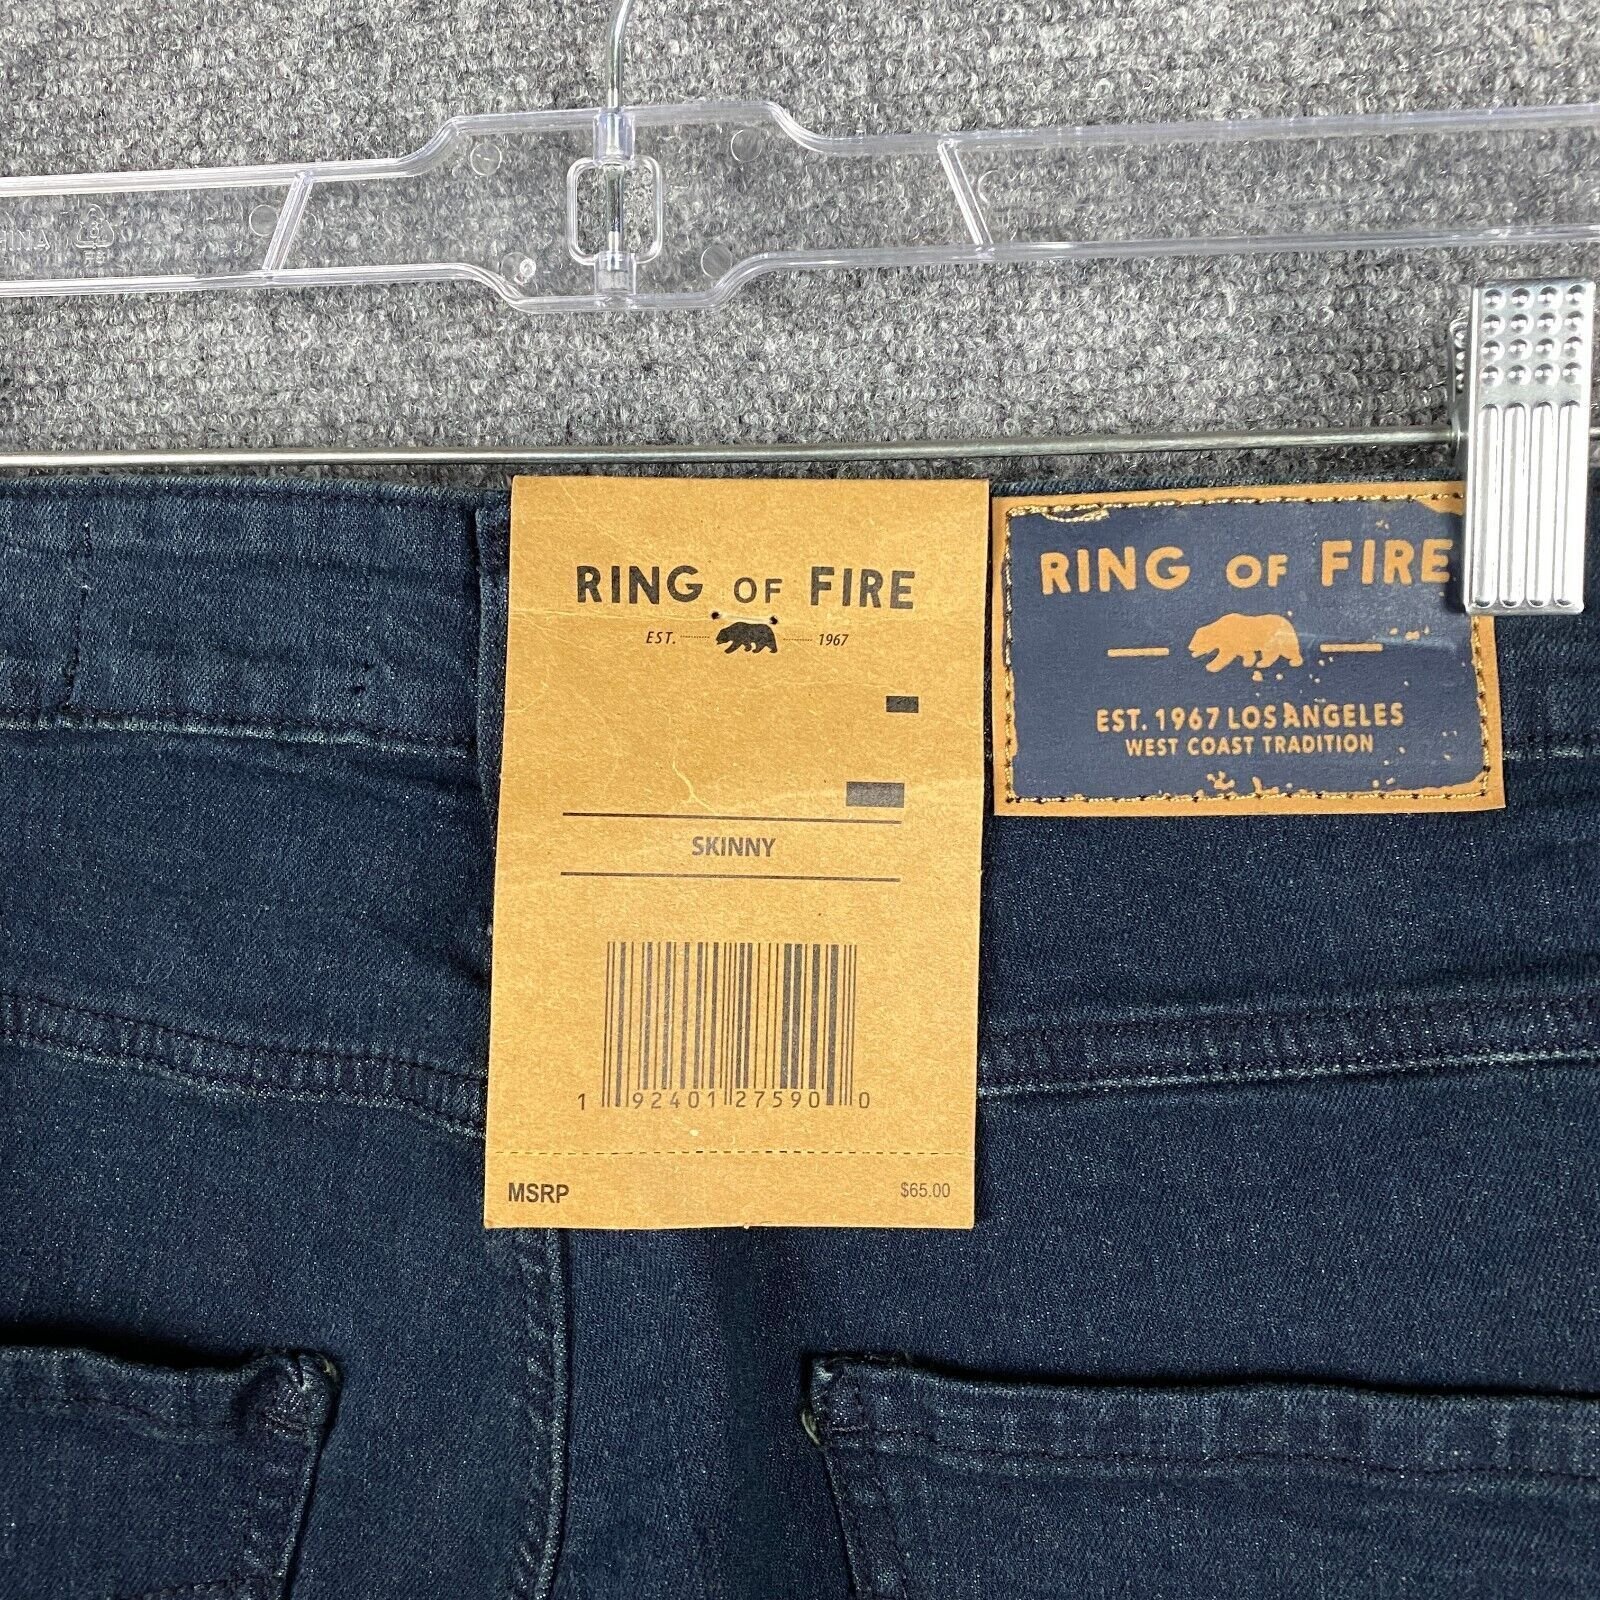 RING OF FIRE
EST. 1967
SKINNY
1 92401 27590 0
MSRP $65.00
RING OF FIRE
EST. 1967 LOS ANGELES
WEST COAST TRADITION